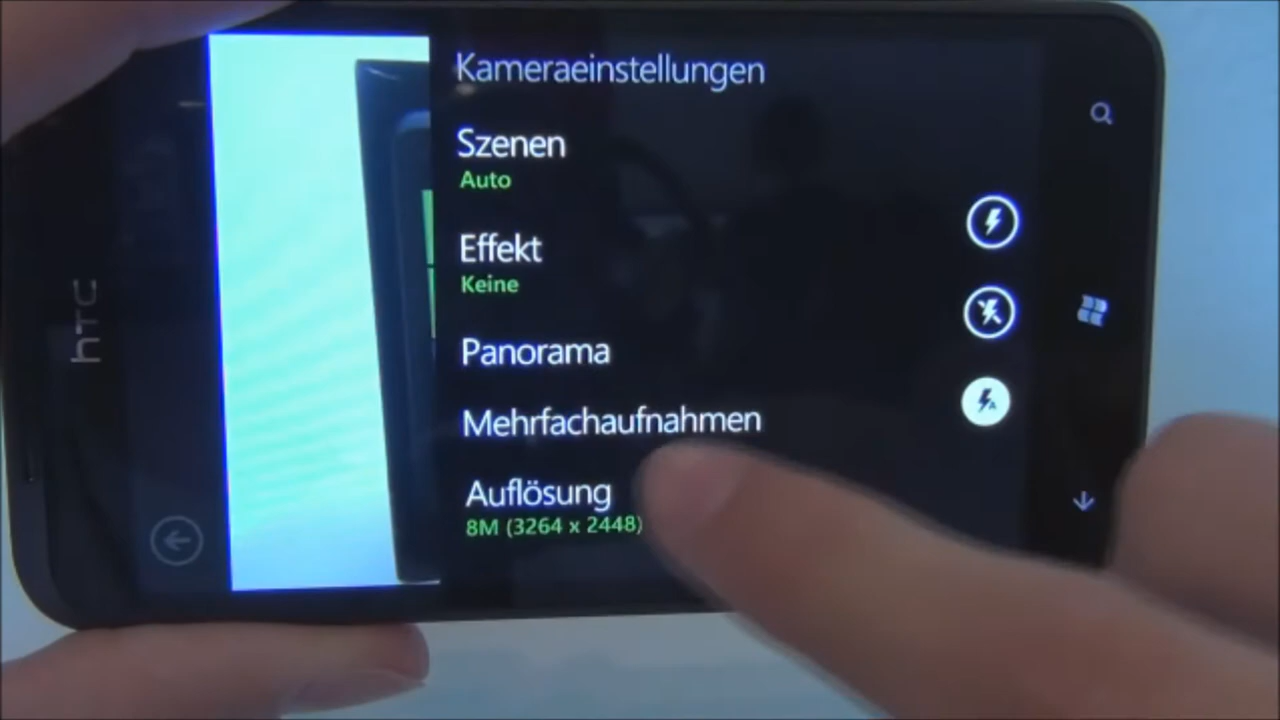 Kameraeinstellungen
Szenen
Auto
Effekt
Keine
Panorama
Mehrfachaufnahmen
Auflösung
8M (3264 x 2448)
hTC